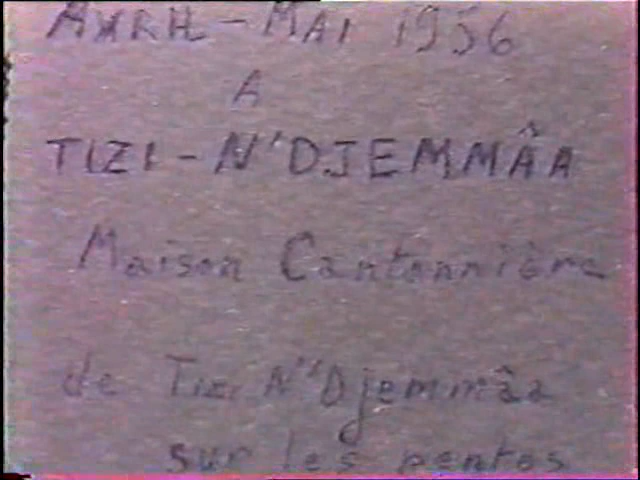 AVRIL - MAI 1956
A
TIZI - N'DJEMMÂA
Maison Cantonnière
de Tizi N'Djemmâa
sur les pentes